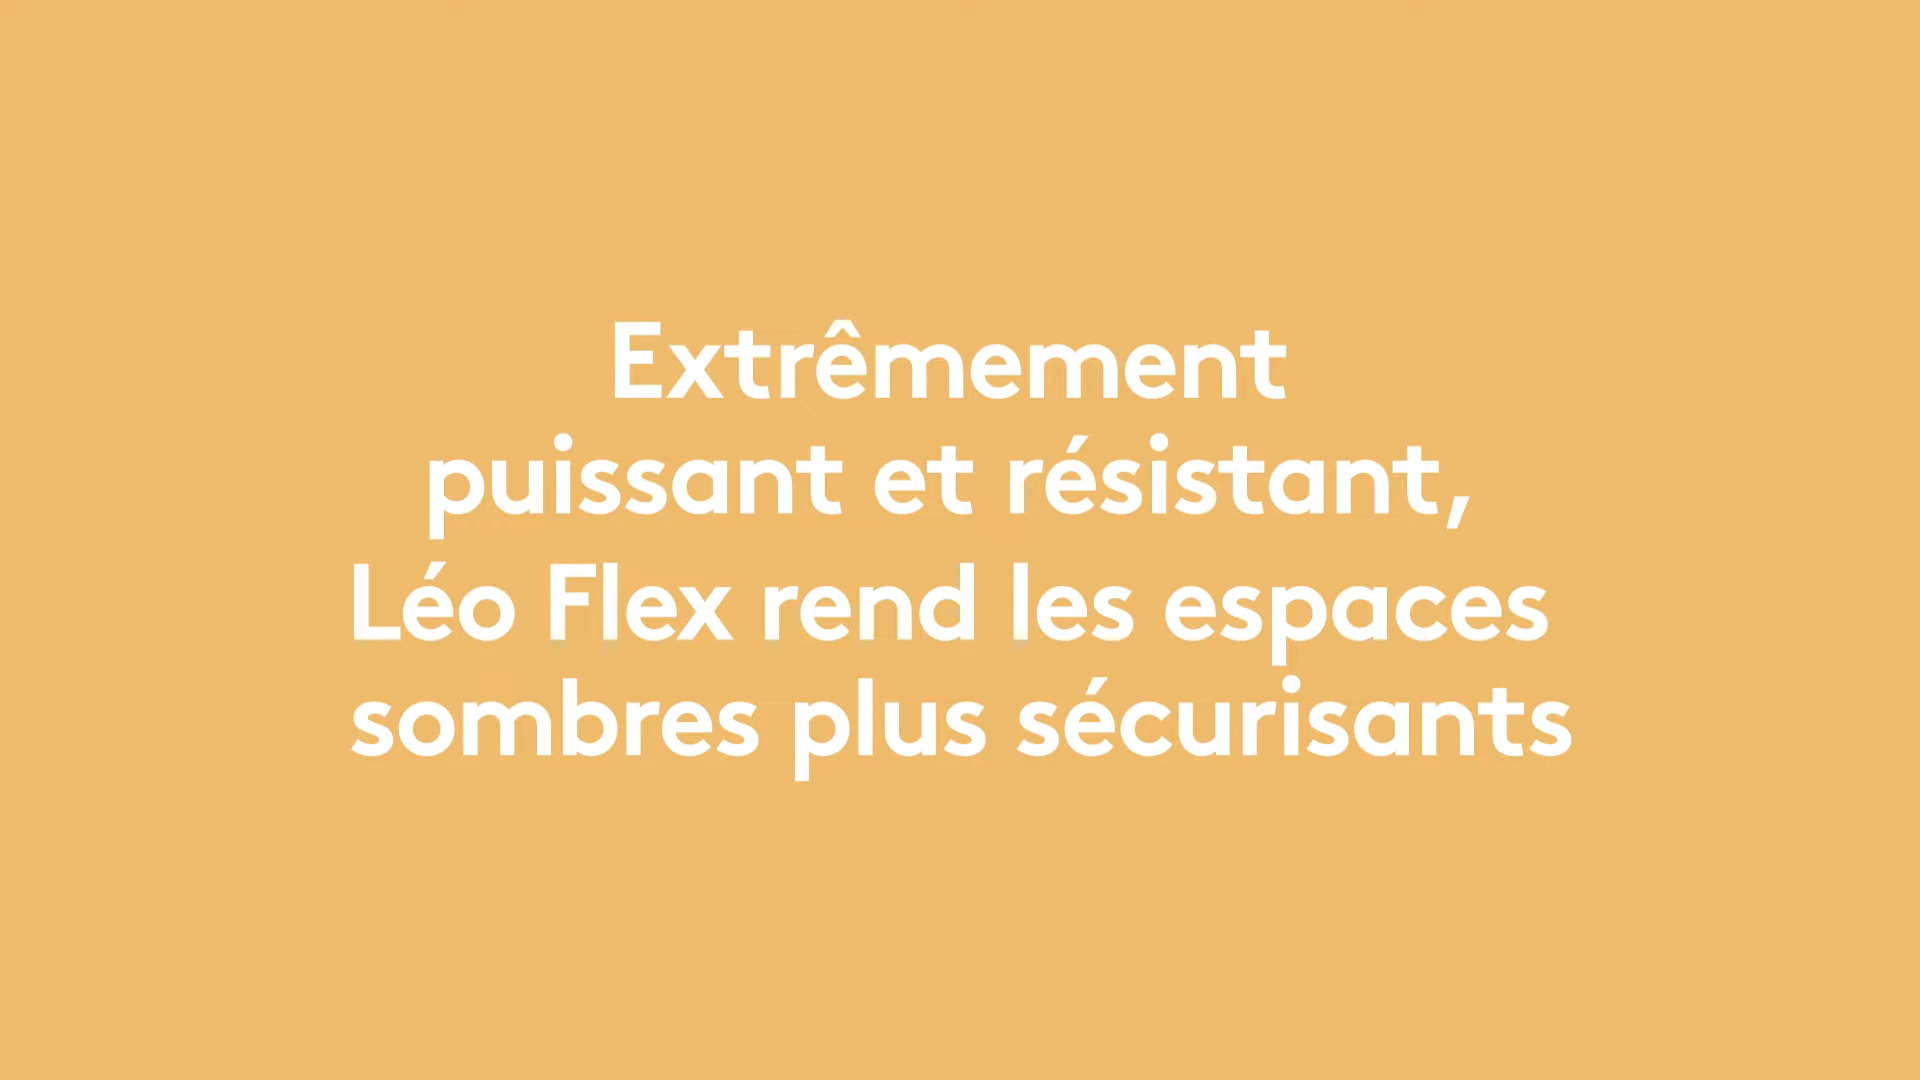 Extrêmement
puissant et résistant,
Léo Flex rend les espaces
sombres plus sécurisants